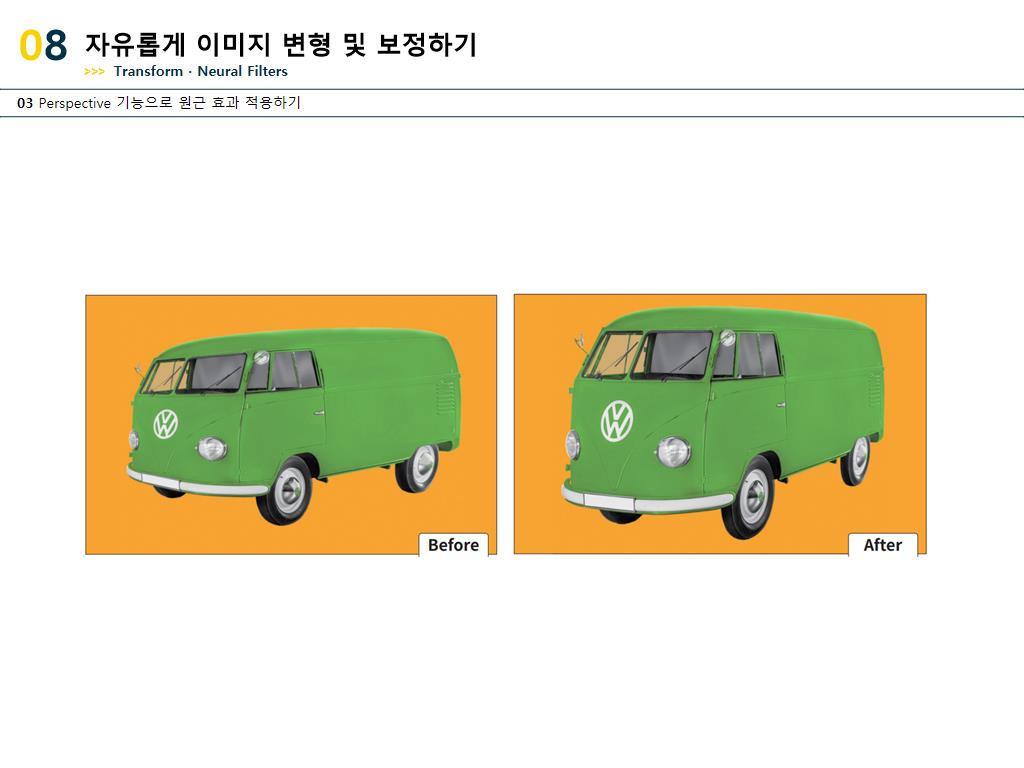 08 자유롭게 이미지 변형 및 보정하기
>>> Transform · Neural Filters
03 Perspective 기능으로 원근 효과 적용하기
Before
After